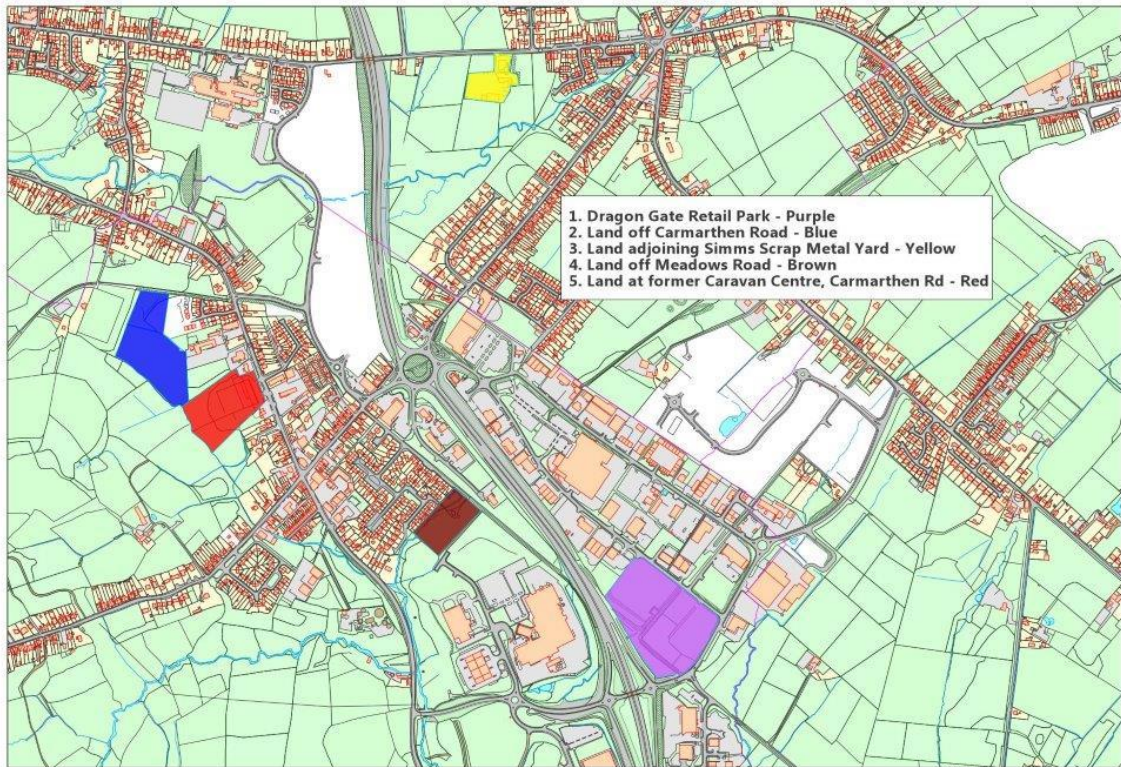 1. Dragon Gate Retail Park - Purple
2. Land off Carmarthen Road - Blue
3. Land adjoining Simms Scrap Metal Yard - Yellow
4. Land off Meadows Road - Brown
5. Land at former Caravan Centre, Carmarthen Rd - Red